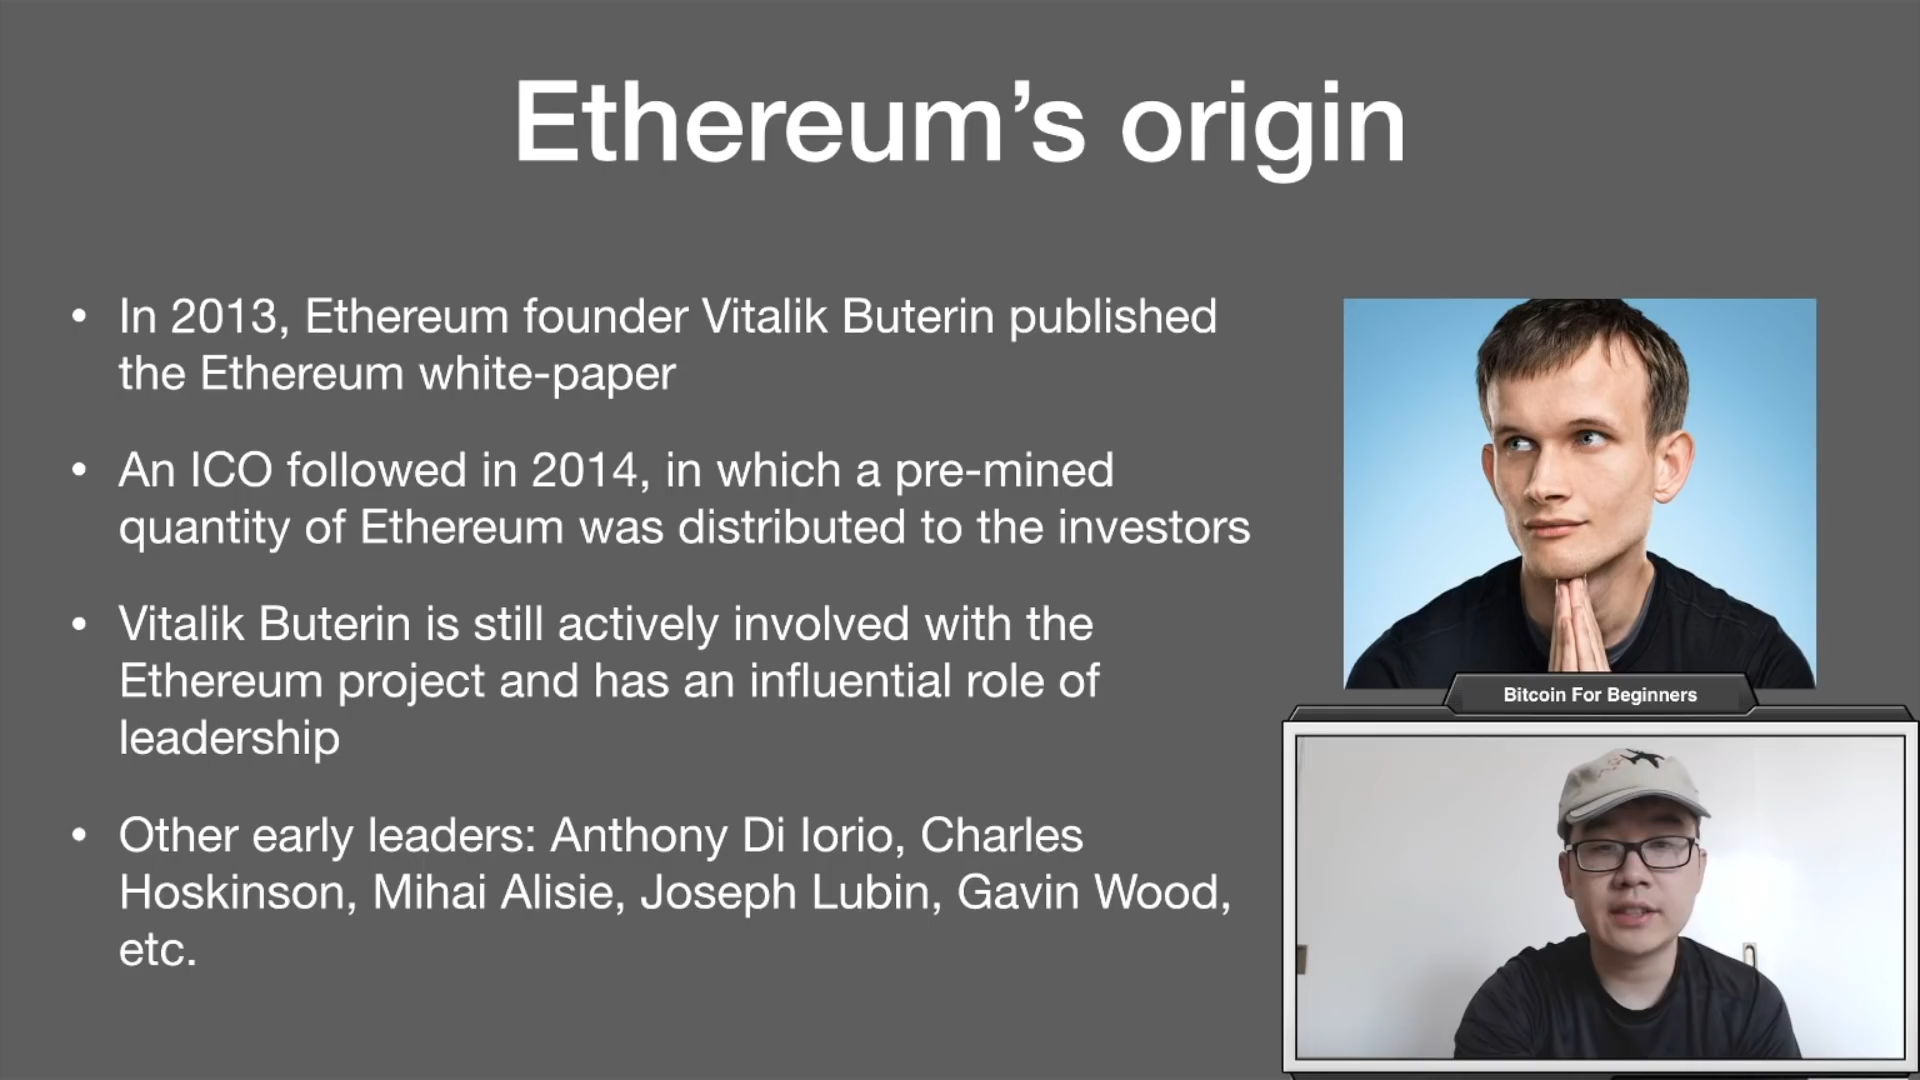 Ethereum’s origin
• In 2013, Ethereum founder Vitalik Buterin published
the Ethereum white-paper
• An ICO followed in 2014, in which a pre-mined
quantity of Ethereum was distributed to the investors
• Vitalik Buterin is still actively involved with the
Ethereum project and has an influential role of
leadership
• Other early leaders: Anthony Di Iorio, Charles
Hoskinson, Mihai Alisie, Joseph Lubin, Gavin Wood,
etc.
Bitcoin For Beginners